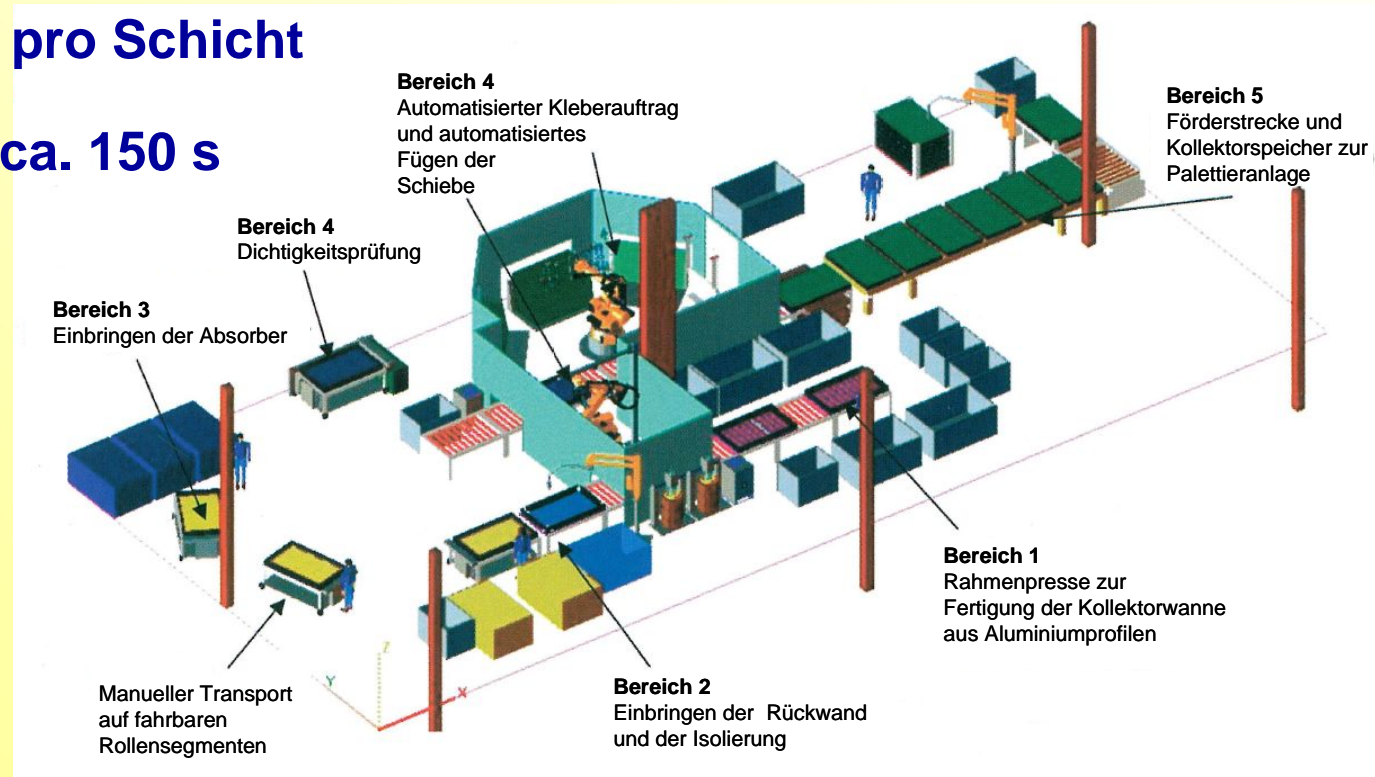 pro Schicht
ca. 150 s
Bereich 4
Automatisierter Kleberauftrag
und automatisiertes
Fügen der
Schiebe
Bereich 5
Förderstrecke und
Kollektorspeicher zur
Palettieranlage
Bereich 4
Dichtigkeitsprüfung
Bereich 3
Einbringen der Absorber
Bereich 1
Rahmenpresse zur
Fertigung der Kollektorwanne
aus Aluminiumprofilen
Bereich 2
Einbringen der Rückwand
und der Isolierung
Manueller Transport
auf fahrbaren
Rollensegmenten
Z
Y
X